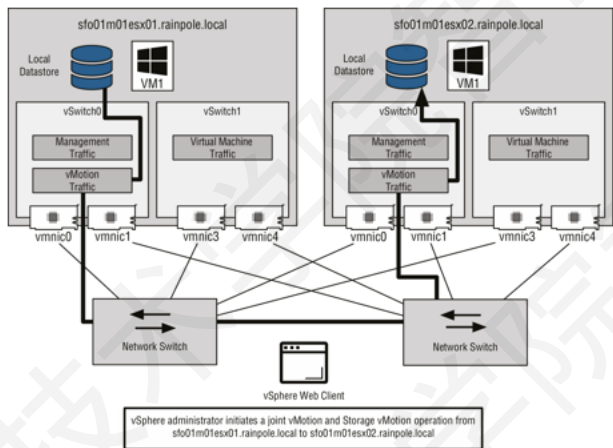 sfo01m01esx01.rainpole.local
Local
Datastore
VM1
vSwitch0
vSwitch1
Management
Traffic
Virtual Machine
Traffic
vMotion
Traffic
vmnic0
vmnic1
vmnic3
vmnic4
sfo01m01esx02.rainpole.local
Local
Datastore
VM1
vSwitch0
vSwitch1
Management
Traffic
Virtual Machine
Traffic
vMotion
Traffic
vmnic0
vmnic1
vmnic3
vmnic4
Network Switch
Network Switch
vSphere Web Client
vSphere administrator initiates a joint vMotion and Storage vMotion operation from
sfo01m01esx01.rainpole.local to sfo01m01esx02.rainpole.local